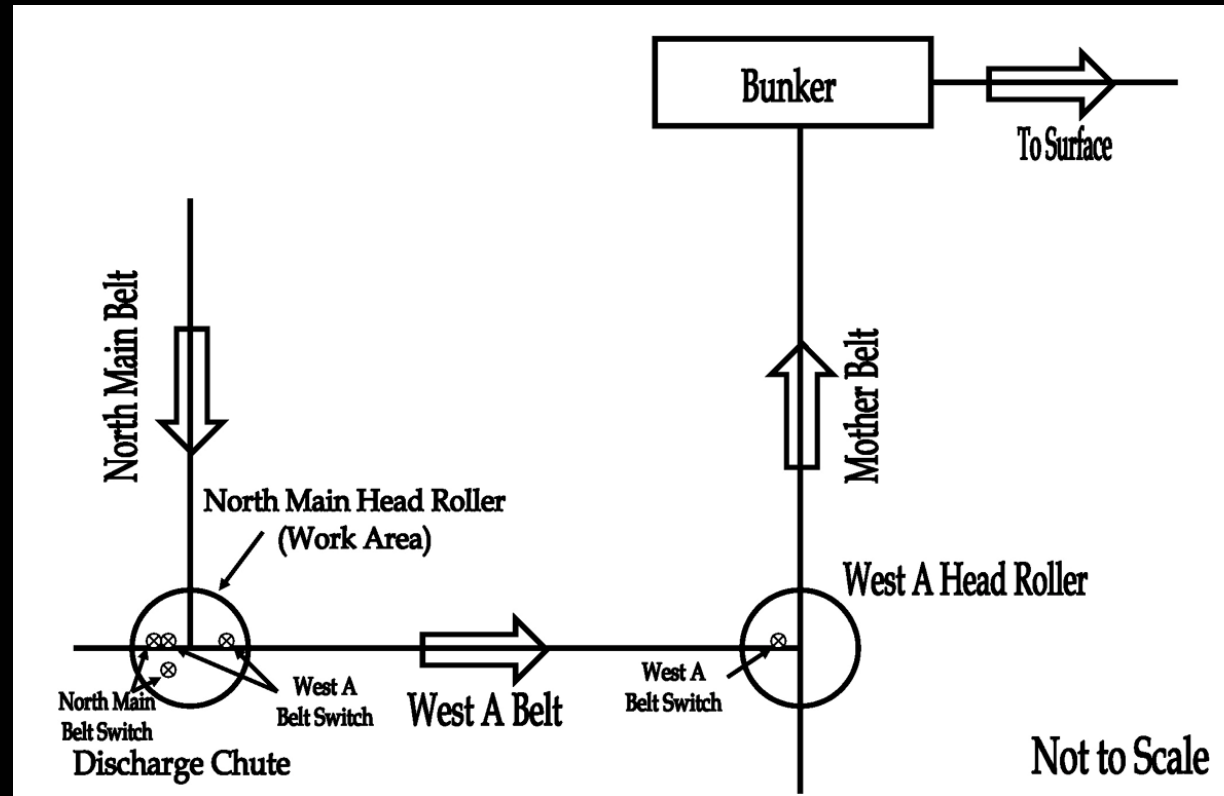 Bunker
To Surface
North Main Belt
Mother Belt
North Main Head Roller
(Work Area)
West A Head Roller
West A
Belt Switch
North Main
Belt Switch
West A
Belt Switch
West A Belt
Discharge Chute
Not to Scale